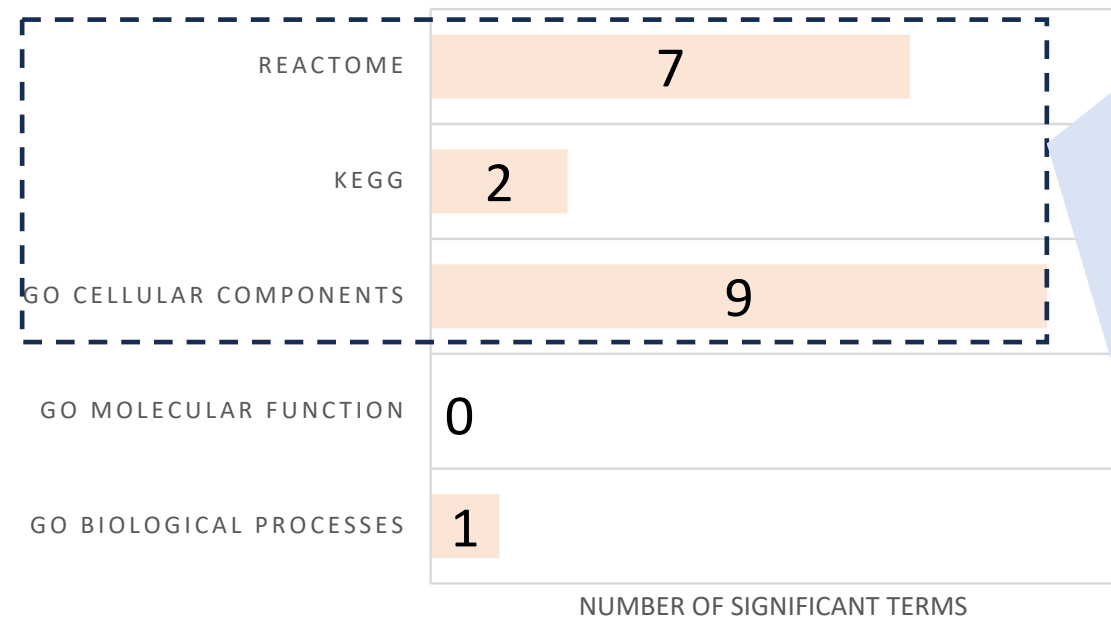 REACTOME
7
KEGG
2
GO CELLULAR COMPONENTS
9
GO MOLECULAR FUNCTION
0
GO BIOLOGICAL PROCESSES
1
NUMBER OF SIGNIFICANT TERMS